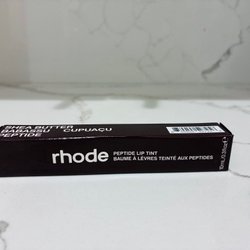 SHEA BUTTER
BABASSU CUPUAÇU
PEPTIDE
rhode
PEPTIDE LIP TINT
BAUME À LÈVRES TEINTÉ AUX PEPTIDES